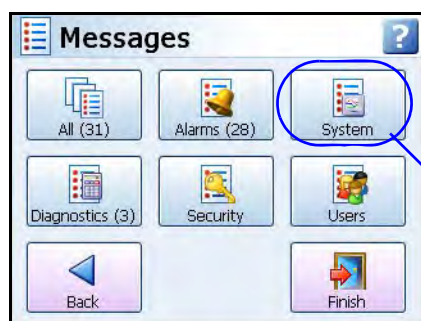 Messages
?
All (31)
Alarms (28)
System
Diagnostics (3)
Security
Users
Back
Finish